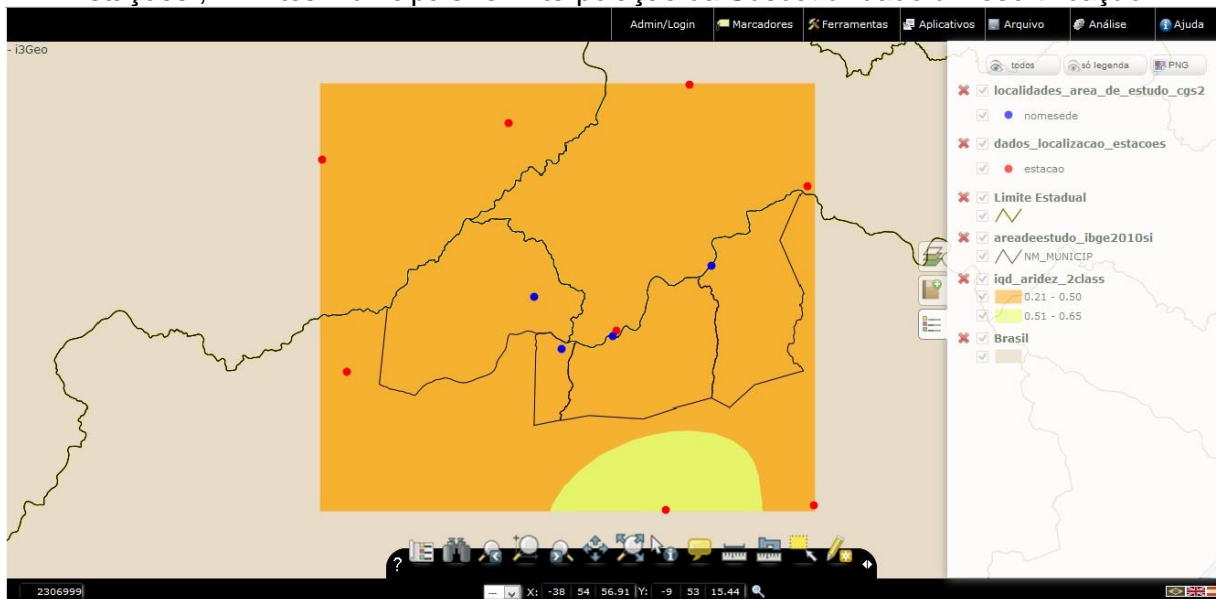 Admin/Login Marcadores Ferramentas Aplicativos Arquivo Análise Ajuda
- i3Geo
todos só legenda PNG
localidades_area_de_estudo_cgs2
nomesede
dados_localizacao_estacoes
estacao
Limite Estadual
areadeestudo_ibge2010si
NM_MUNICIP
iqd_aridez_2class
0.21 - 0.50
0.51 - 0.65
Brasil
?
2306999 -- X: -38 54 56.91 Y: -9 53 15.44